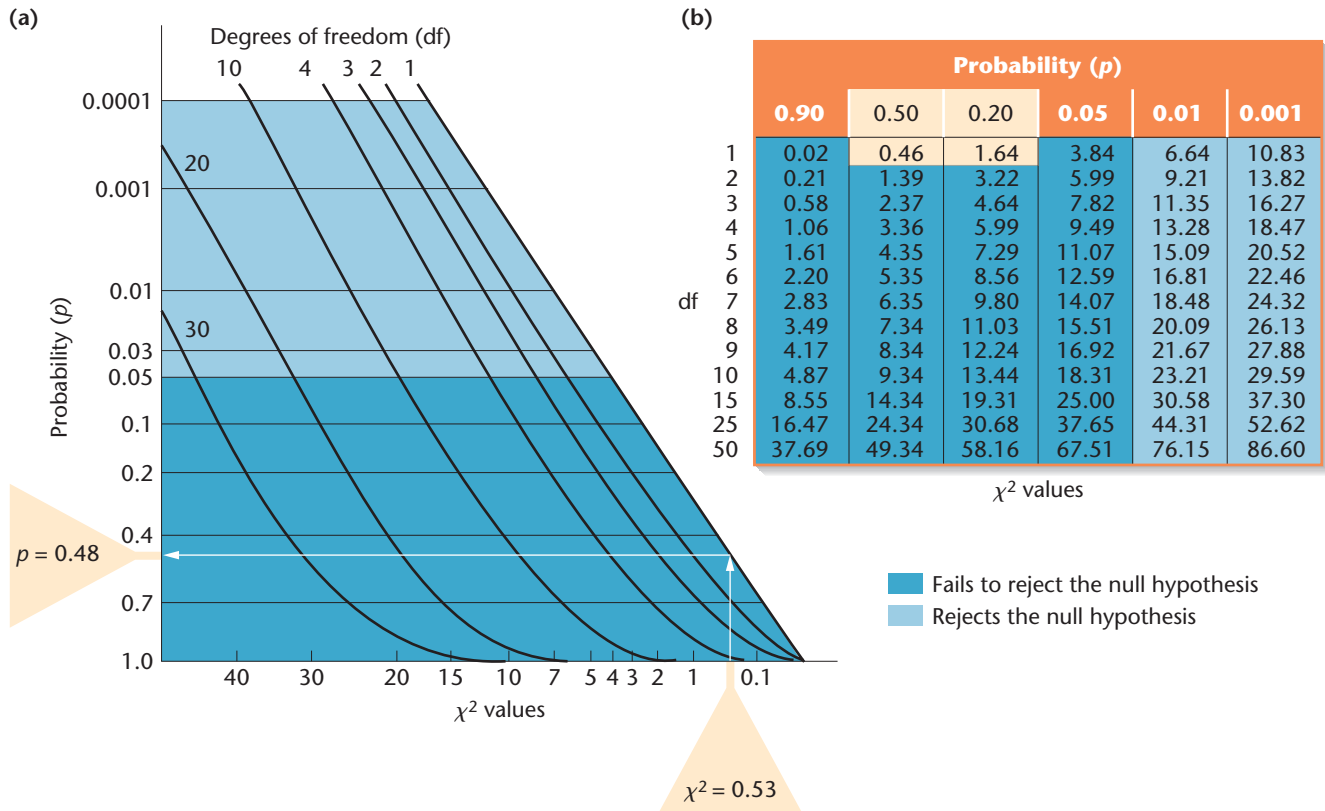 (a)
Degrees of freedom (df)
10 4 3 2 1
0.0001
20
0.001
0.01
30
0.03
0.05
0.1
0.2
0.4
0.7
1.0
Probability (p)
p = 0.48
40 30 20 15 10 7 5 4 3 2 1 0.1
χ² values
χ² = 0.53
(b)
Probability (p)
0.90 0.50 0.20 0.05 0.01 0.001
1 0.02 0.46 1.64 3.84 6.64 10.83
2 0.21 1.39 3.22 5.99 9.21 13.82
3 0.58 2.37 4.64 7.82 11.35 16.27
4 1.06 3.36 5.99 9.49 13.28 18.47
5 1.61 4.35 7.29 11.07 15.09 20.52
6 2.20 5.35 8.56 12.59 16.81 22.46
df 7 2.83 6.35 9.80 14.07 18.48 24.32
8 3.49 7.34 11.03 15.51 20.09 26.13
9 4.17 8.34 12.24 16.92 21.67 27.88
10 4.87 9.34 13.44 18.31 23.21 29.59
15 8.55 14.34 19.31 25.00 30.58 37.30
25 16.47 24.34 30.68 37.65 44.31 52.62
50 37.69 49.34 58.16 67.51 76.15 86.60
χ² values
Fails to reject the null hypothesis
Rejects the null hypothesis